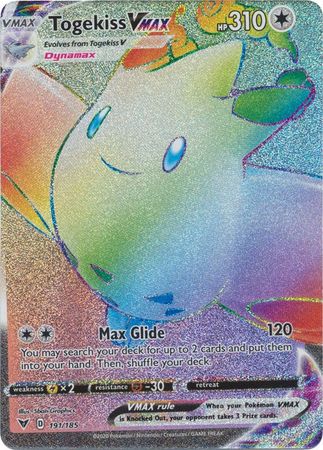 VMAX Togekiss VMAX HP 310
Evolves from Togekiss V
Dynamax
Max Glide 120
You may search your deck for up to 2 cards and put them
into your hand. Then, shuffle your deck.
weakness ×2 resistance -30 retreat
VMAX rule When your Pokémon VMAX
is Knocked Out, your opponent takes 3 Prize cards.
Illus. 5ban Graphics
D 191/185
©2020 Pokémon / Nintendo / Creatures / GAME FREAK